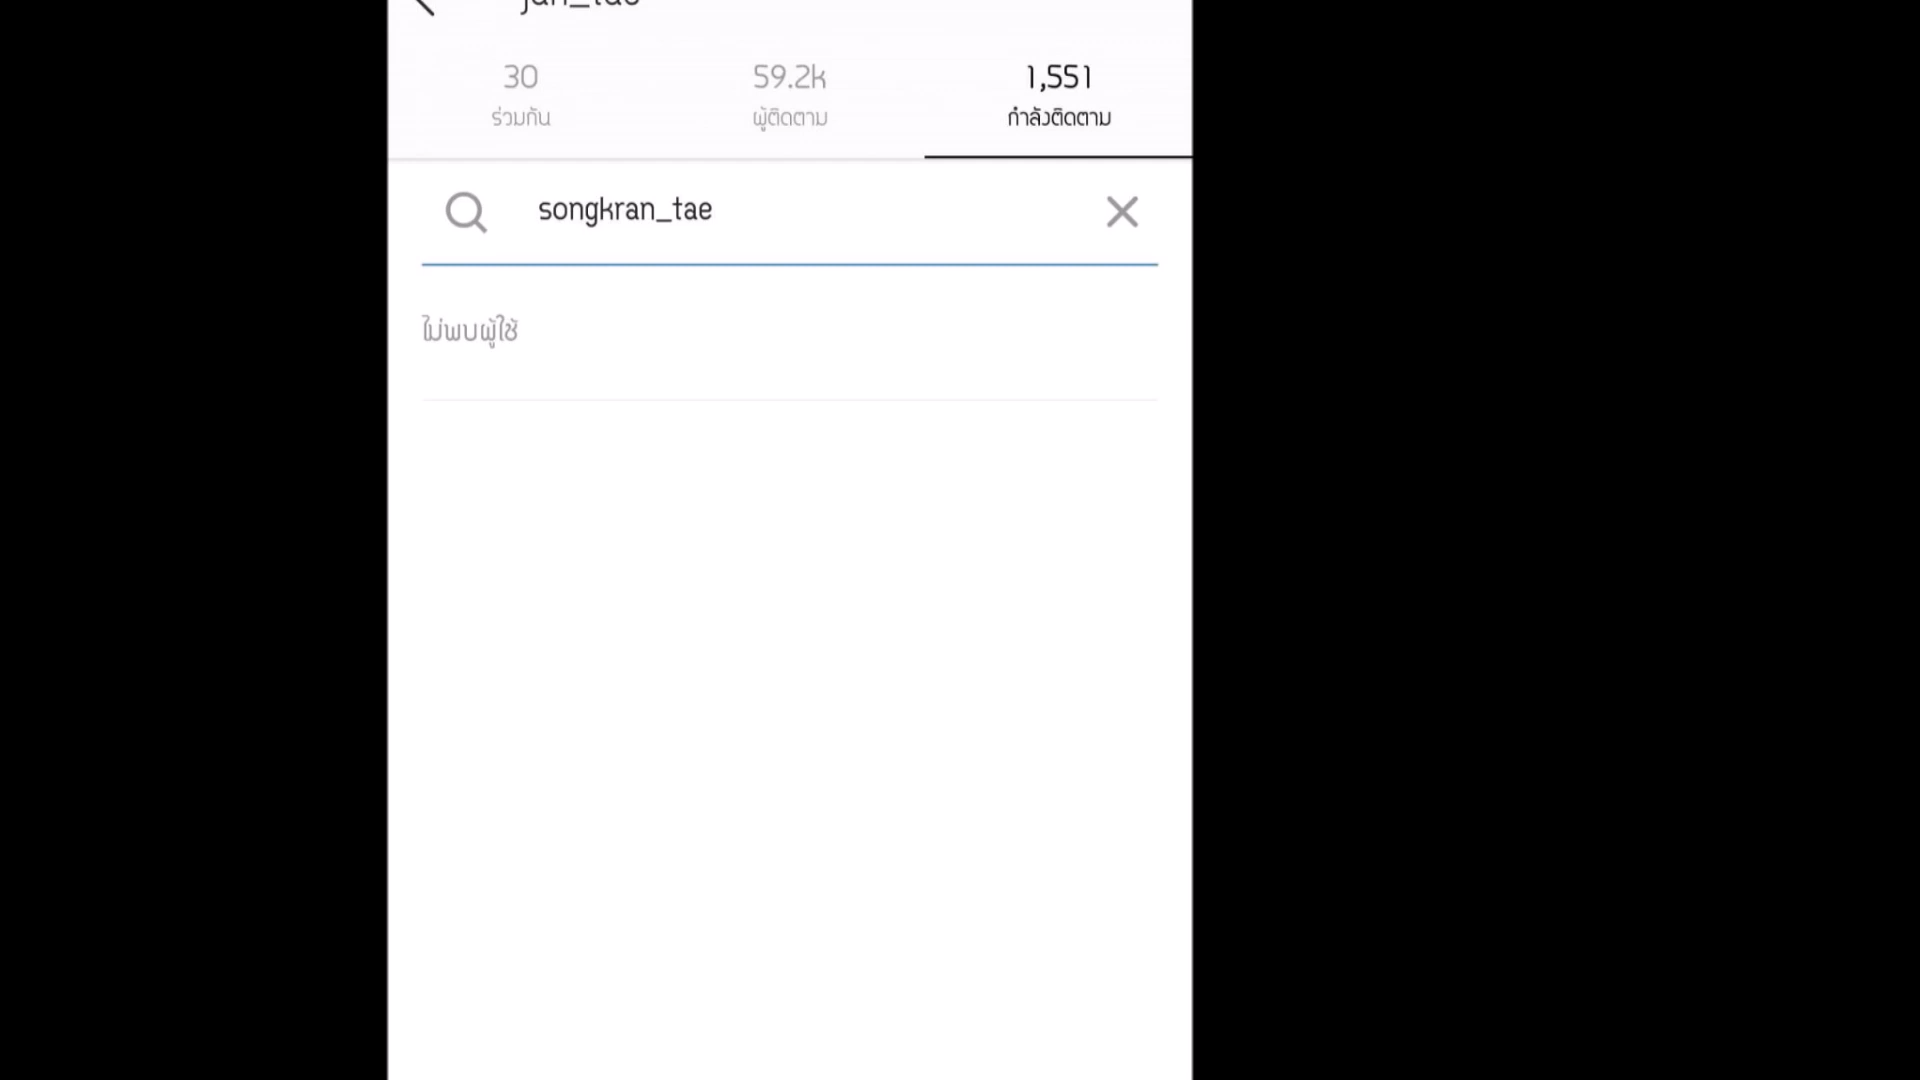 30 59.2k 1,551
ร่วมกัน ผู้ติดตาม กำลังติดตาม
songkran_tae
ไม่พบผู้ใช้